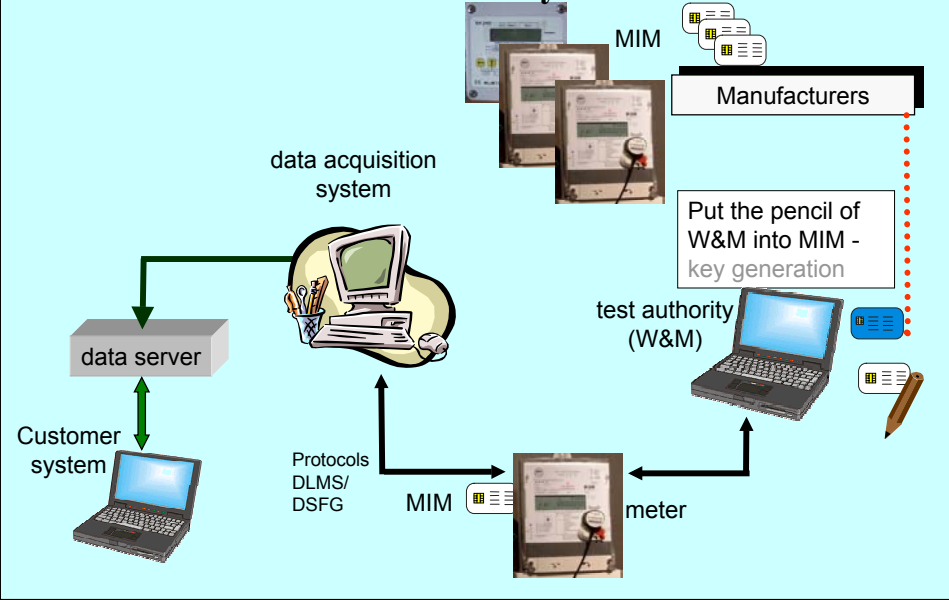 MIM
Manufacturers
data acquisition
system
Put the pencil of
W&M into MIM -
key generation
test authority
(W&M)
data server
Customer
system
Protocols
DLMS/
DSFG
MIM
meter